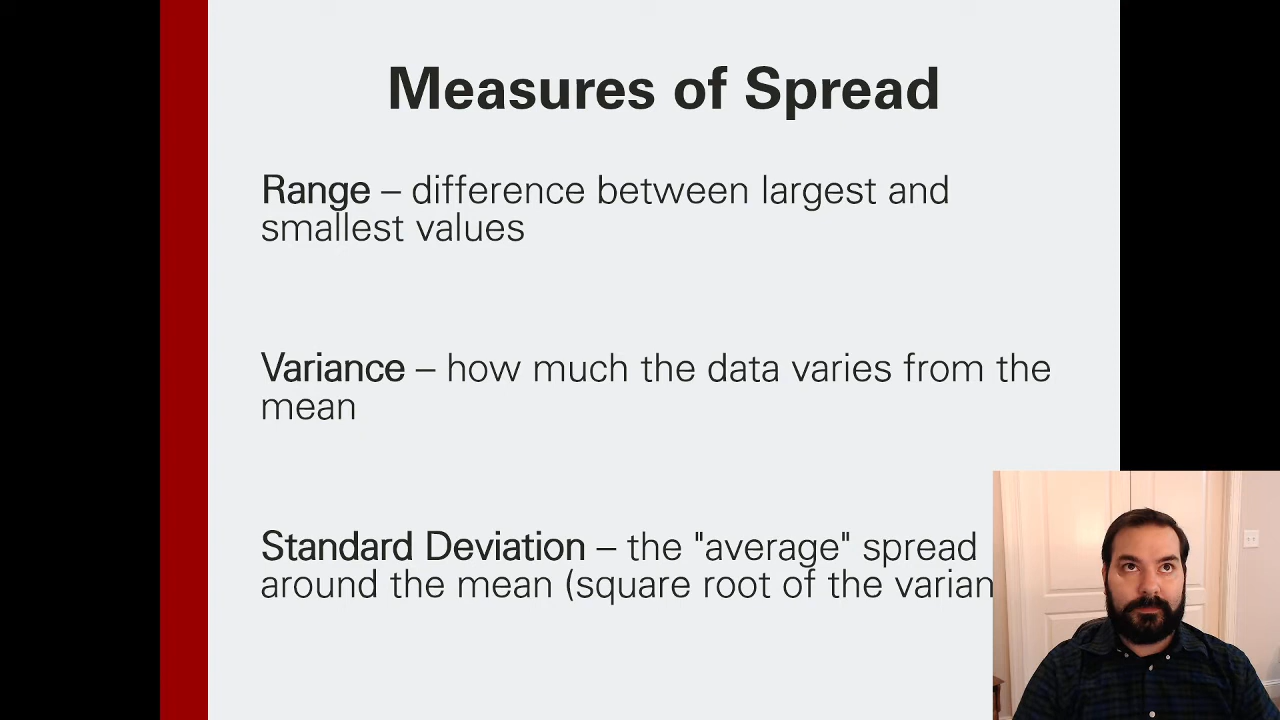 Measures of Spread
Range – difference between largest and
smallest values
Variance – how much the data varies from the
mean
Standard Deviation – the "average" spread
around the mean (square root of the